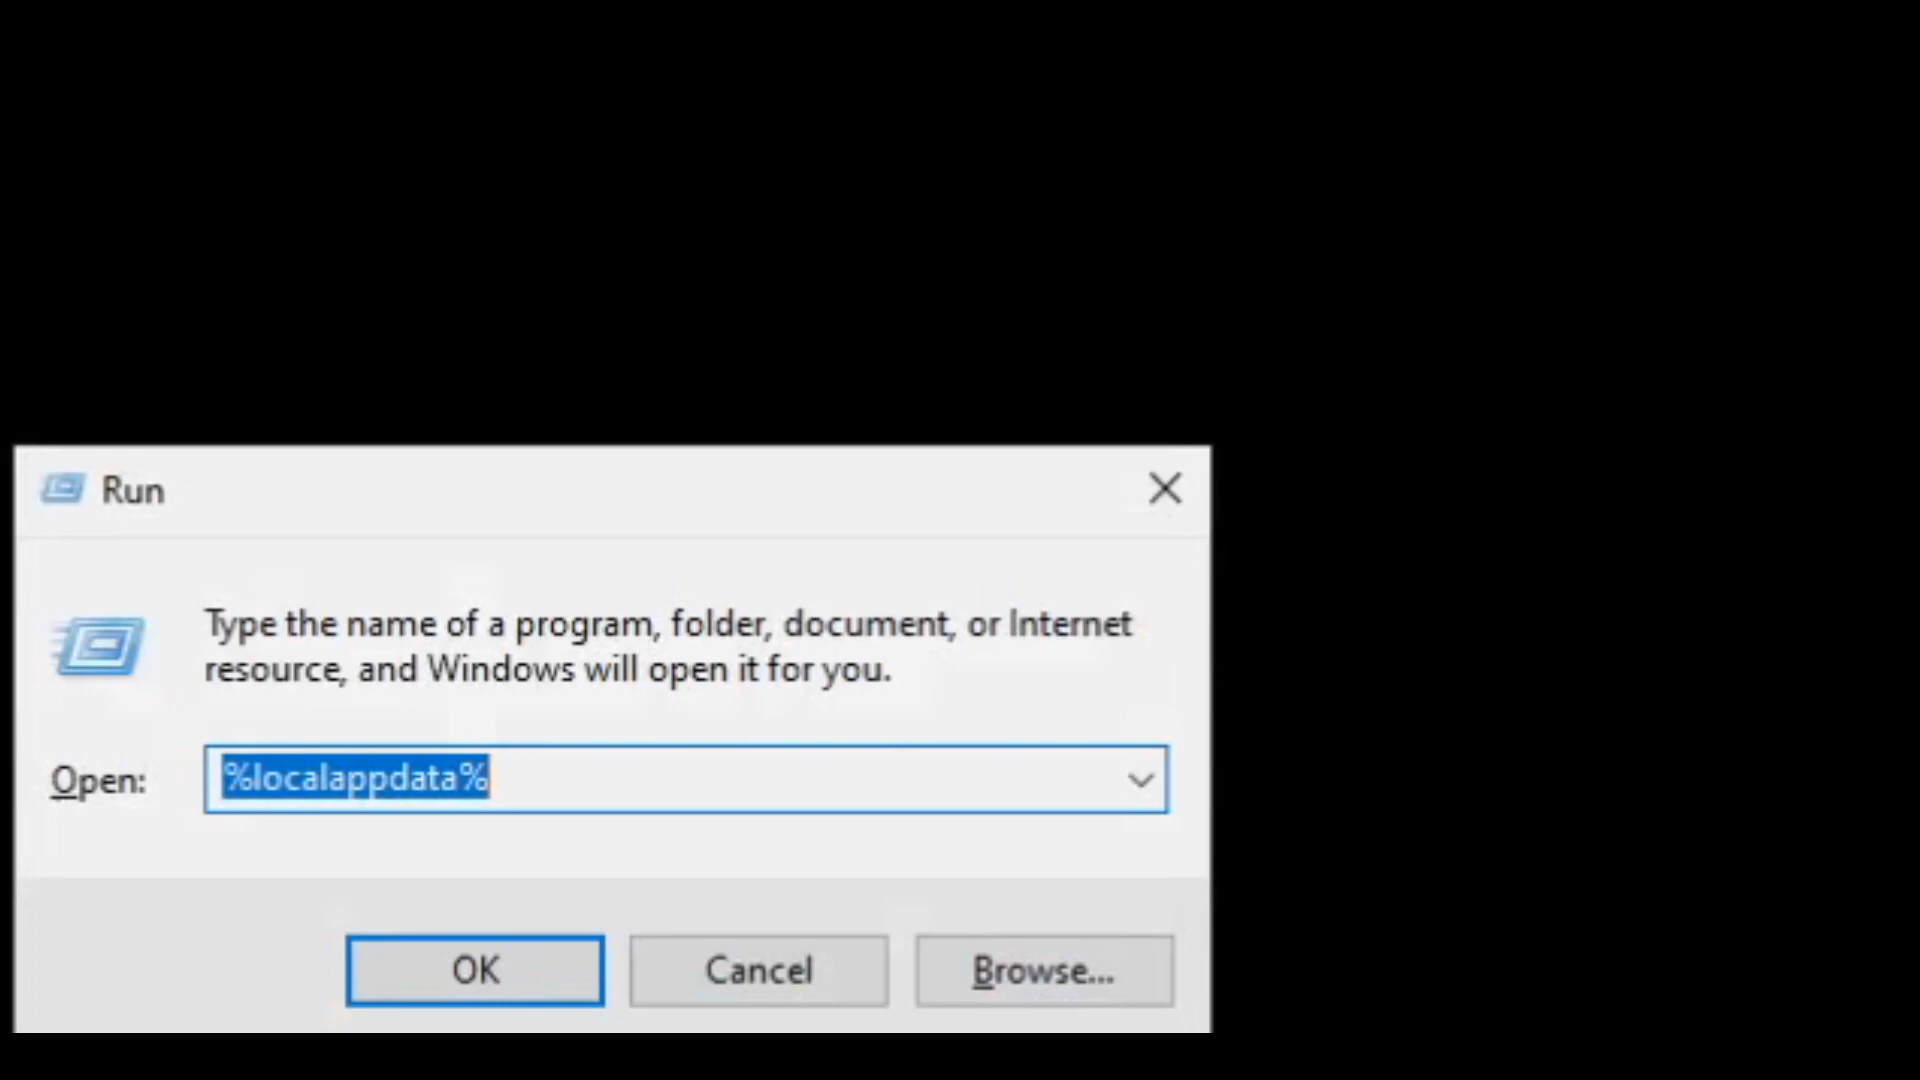 Run
Type the name of a program, folder, document, or Internet
resource, and Windows will open it for you.
Open: %localappdata%
OK Cancel Browse...